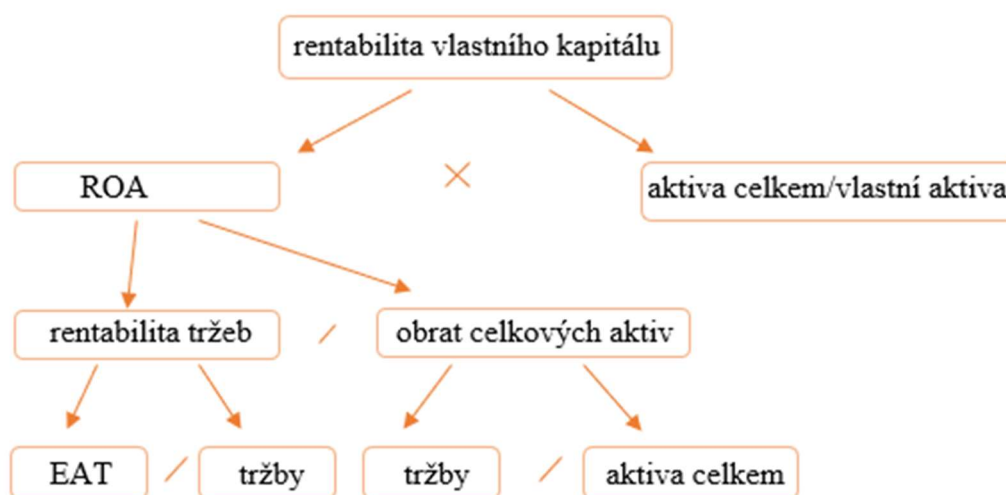 rentabilita vlastního kapitálu
ROA
×
aktiva celkem/vlastní aktiva
rentabilita tržeb / obrat celkových aktiv
EAT / tržby
tržby / aktiva celkem